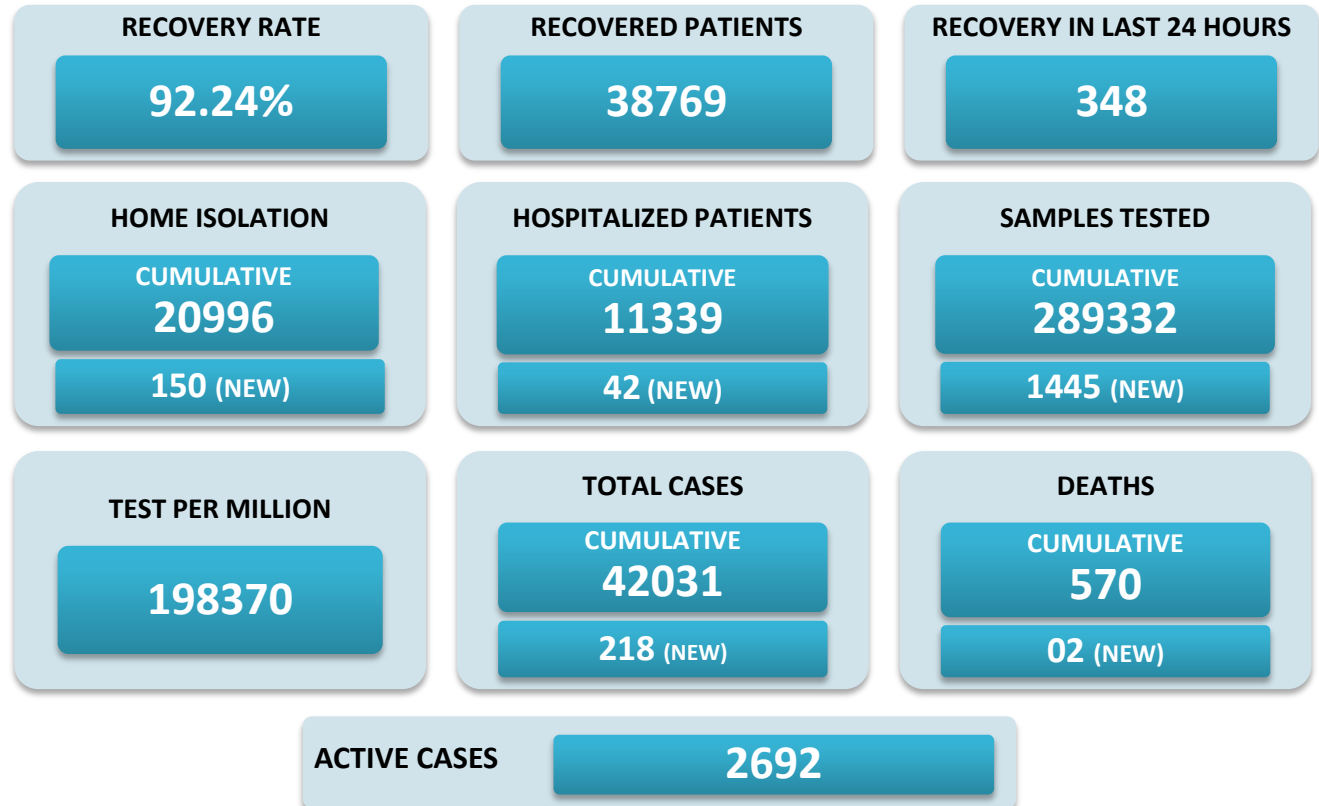 RECOVERY RATE
92.24%
RECOVERED PATIENTS
38769
RECOVERY IN LAST 24 HOURS
348
HOME ISOLATION
CUMULATIVE
20996
150 (NEW)
HOSPITALIZED PATIENTS
CUMULATIVE
11339
42 (NEW)
SAMPLES TESTED
CUMULATIVE
289332
1445 (NEW)
TEST PER MILLION
198370
TOTAL CASES
CUMULATIVE
42031
218 (NEW)
DEATHS
CUMULATIVE
570
02 (NEW)
ACTIVE CASES
2692